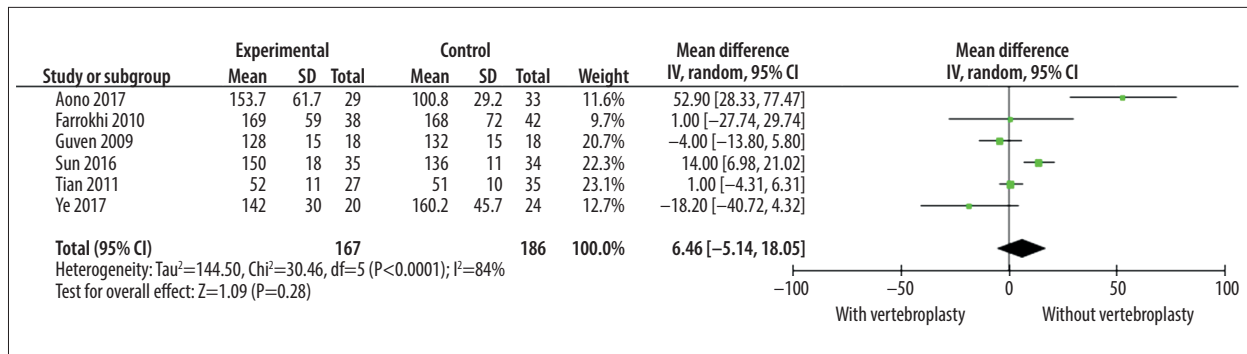 Experimental Control Mean difference Mean difference
Study or subgroup Mean SD Total Mean SD Total Weight IV, random, 95% CI IV, random, 95% CI
Aono 2017 153.7 61.7 29 100.8 29.2 33 11.6% 52.90 [28.33, 77.47]
Farrokhi 2010 169 59 38 168 72 42 9.7% 1.00 [−27.74, 29.74]
Guven 2009 128 15 18 132 15 18 20.7% −4.00 [−13.80, 5.80]
Sun 2016 150 18 35 136 11 34 22.3% 14.00 [6.98, 21.02]
Tian 2011 52 11 27 51 10 35 23.1% 1.00 [−4.31, 6.31]
Ye 2017 142 30 20 160.2 45.7 24 12.7% −18.20 [−40.72, 4.32]
Total (95% CI) 167 186 100.0% 6.46 [−5.14, 18.05]
Heterogeneity: Tau²=144.50, Chi²=30.46, df=5 (P<0.0001); I²=84%
Test for overall effect: Z=1.09 (P=0.28)
−100 −50 0 50 100
With vertebroplasty Without vertebroplasty